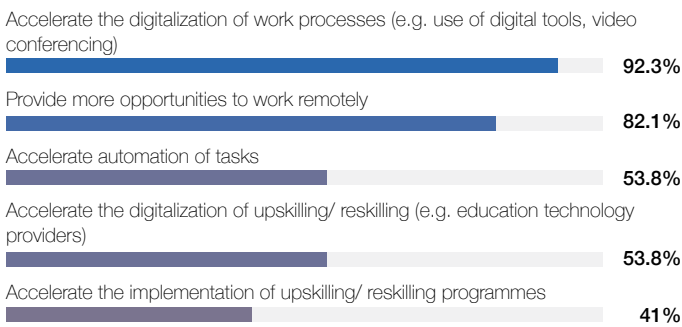 Accelerate the digitalization of work processes (e.g. use of digital tools, video
conferencing)
92.3%
Provide more opportunities to work remotely
82.1%
Accelerate automation of tasks
53.8%
Accelerate the digitalization of upskilling/ reskilling (e.g. education technology
providers)
53.8%
Accelerate the implementation of upskilling/ reskilling programmes
41%